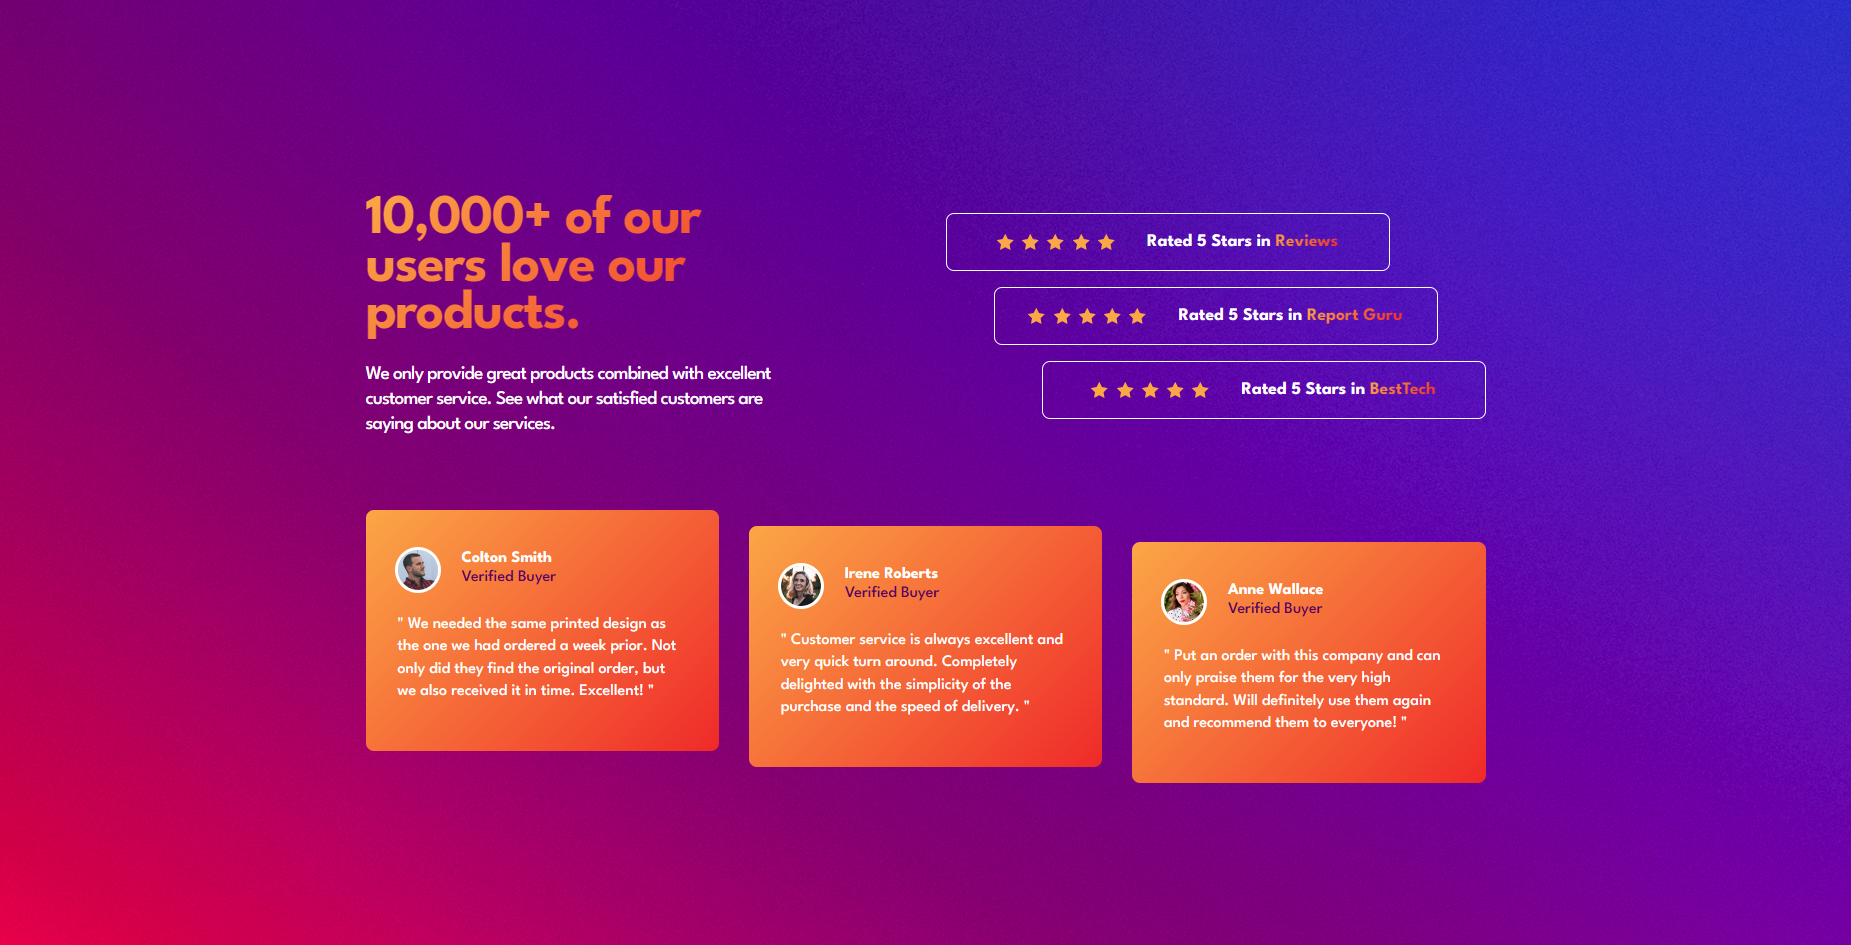 10,000+ of our
users love our
products.
We only provide great products combined with excellent
customer service. See what our satisfied customers are
saying about our services.
Rated 5 Stars in Reviews
Rated 5 Stars in Report Guru
Rated 5 Stars in BestTech
Colton Smith
Verified Buyer
" We needed the same printed design as
the one we had ordered a week prior. Not
only did they find the original order, but
we also received it in time. Excellent! "
Irene Roberts
Verified Buyer
" Customer service is always excellent and
very quick turn around. Completely
delighted with the simplicity of the
purchase and the speed of delivery. "
Anne Wallace
Verified Buyer
" Put an order with this company and can
only praise them for the very high
standard. Will definitely use them again
and recommend them to everyone! "